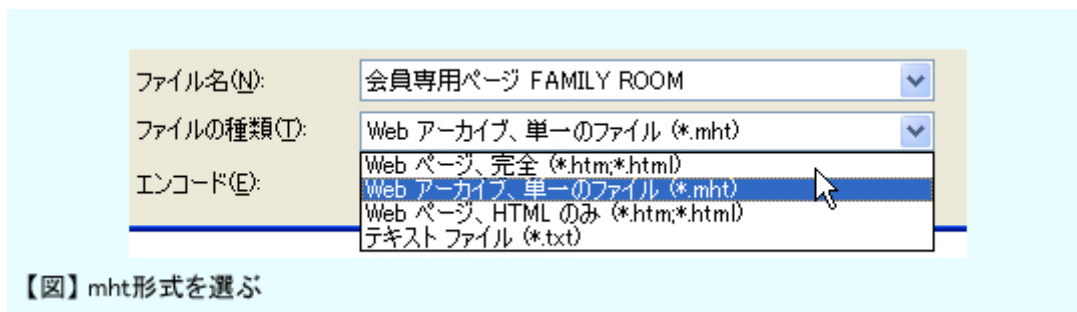 ファイル名(N): 会員専用ページ FAMILY ROOM
ファイルの種類(T): Web アーカイブ、単一のファイル (*.mht)
Web ページ、完全 (*.htm;*.html)
エンコード(E): Web アーカイブ、単一のファイル (*.mht)
Web ページ、HTML のみ (*.htm;*.html)
テキスト ファイル (*.txt)
【図】mht形式を選ぶ